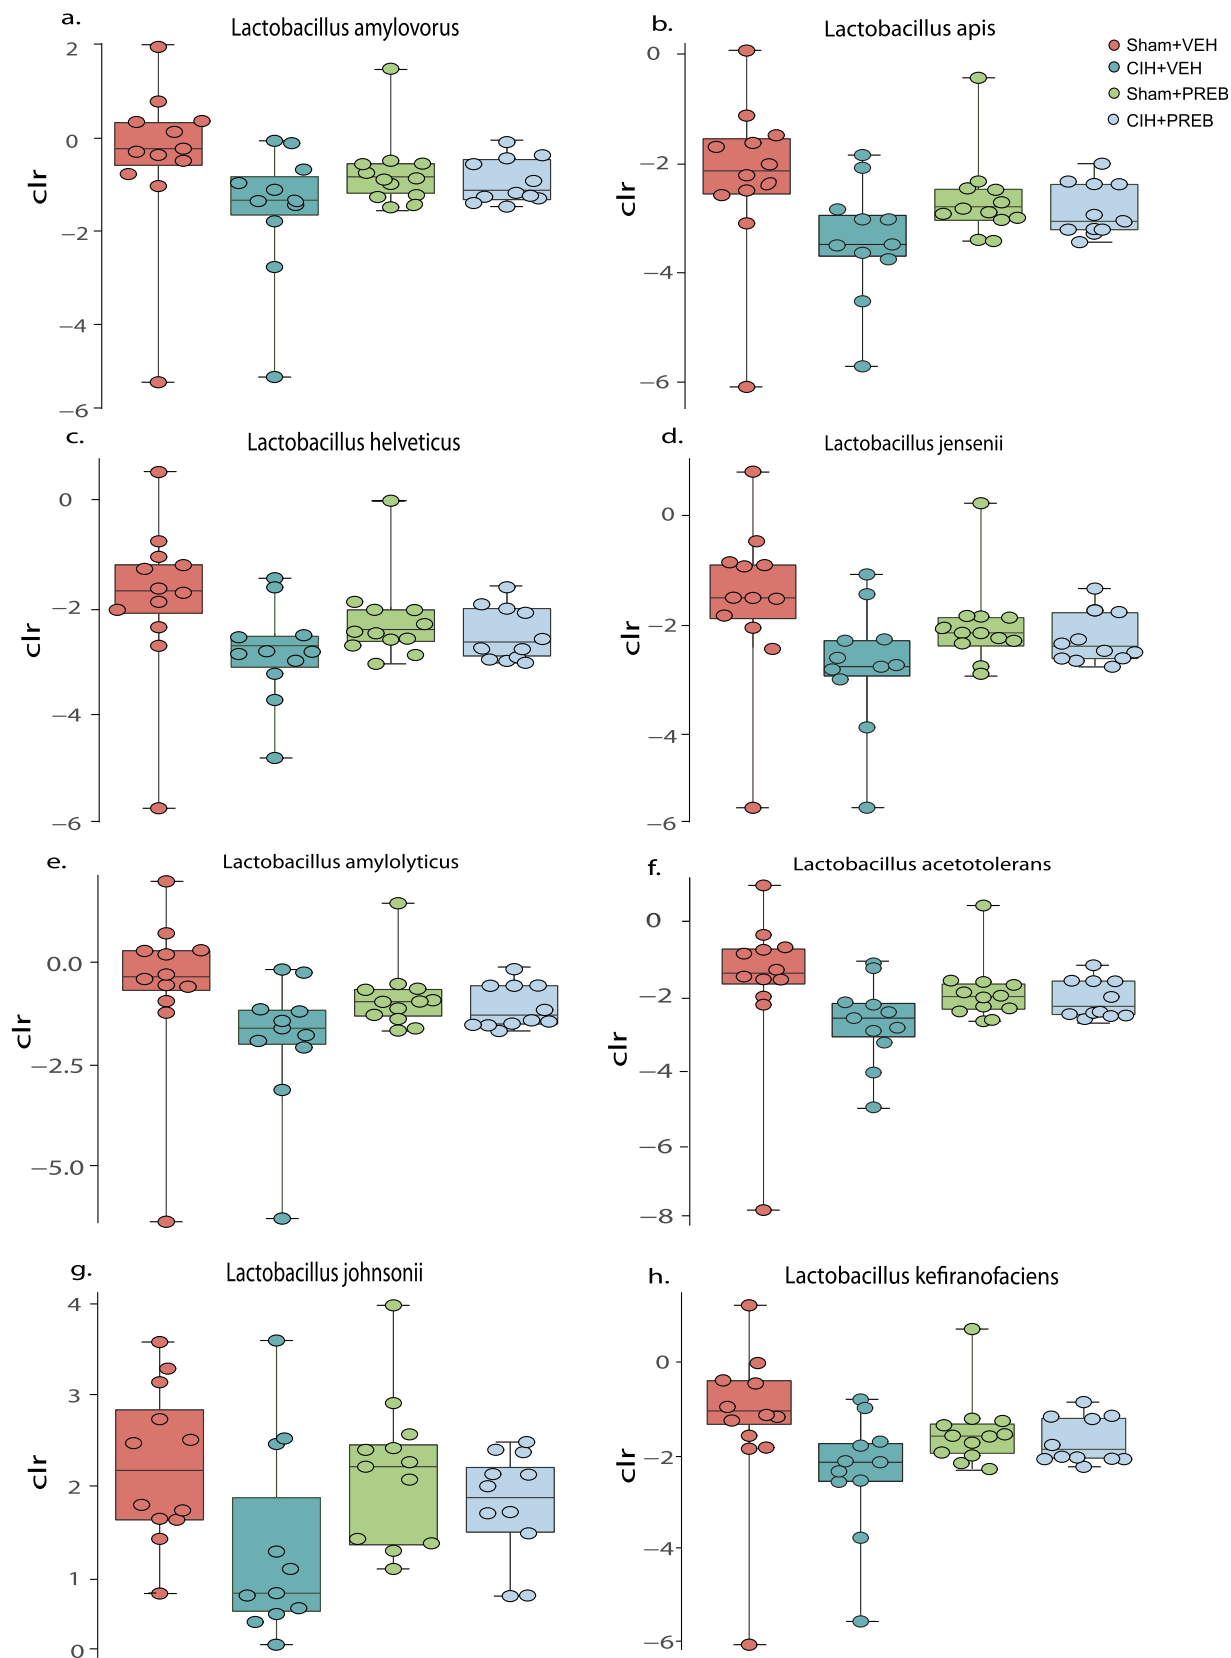 a.
Lactobacillus amylovorus
clr
2
0
−2
−4
−6
b.
Lactobacillus apis
clr
0
−2
−4
−6
Sham+VEH
CIH+VEH
Sham+PREB
CIH+PREB
c.
Lactobacillus helveticus
clr
0
−2
−4
−6
d.
Lactobacillus jensenii
clr
0
−2
−4
−6
e.
Lactobacillus amylolyticus
clr
0.0
−2.5
−5.0
f.
Lactobacillus acetotolerans
clr
0
−2
−4
−6
−8
g.
Lactobacillus johnsonii
clr
4
3
2
1
0
h.
Lactobacillus kefiranofaciens
clr
0
−2
−4
−6